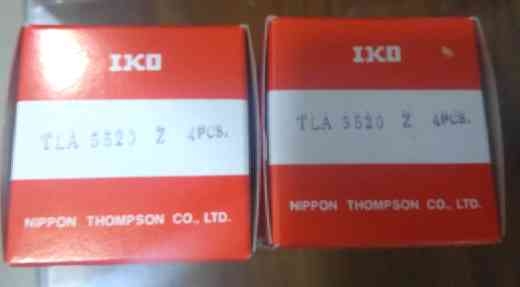 IKO
TLA 5520 Z 4PCS.
NIPPON THOMPSON CO., LTD.
IKO
TLA 5520 Z 4PCS.
NIPPON THOMPSON CO., LTD.